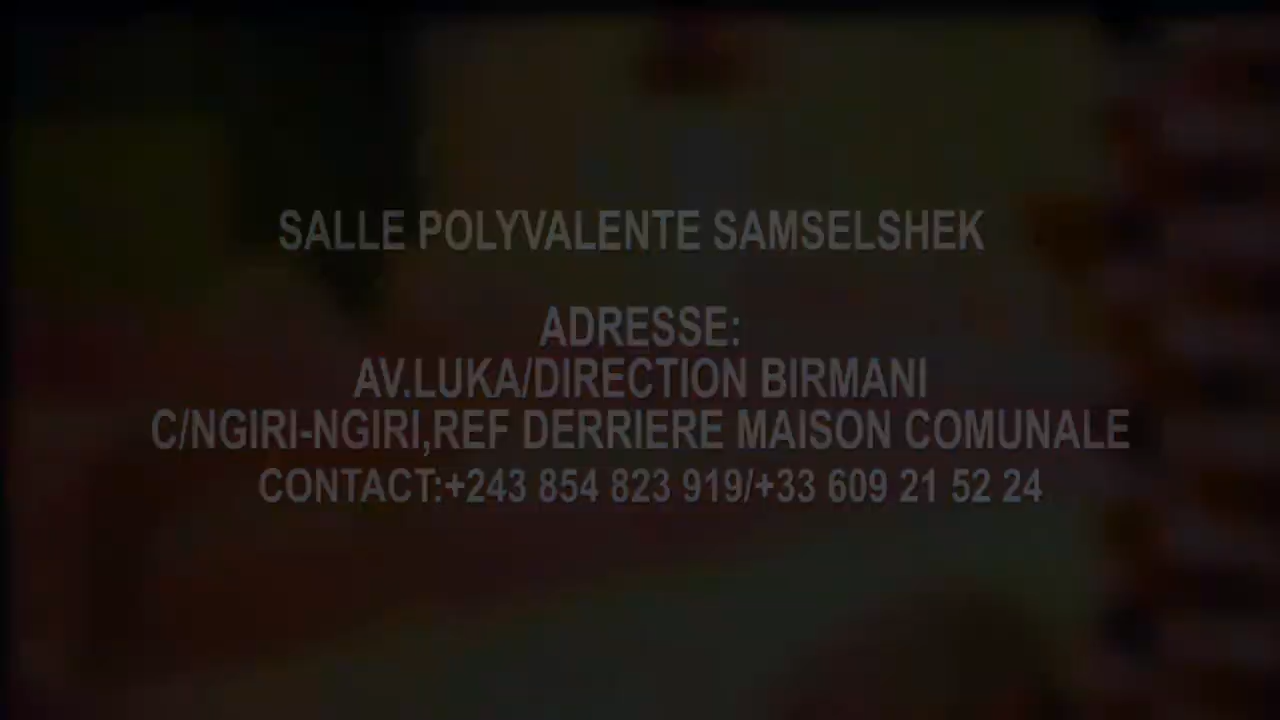 SALLE POLYVALENTE SAMSELSHEK
ADRESSE:
AV.LUKA/DIRECTION BIRMANI
C/NGIRI-NGIRI,REF DERRIERE MAISON COMUNALE
CONTACT:+243 854 823 919/+33 609 21 52 24